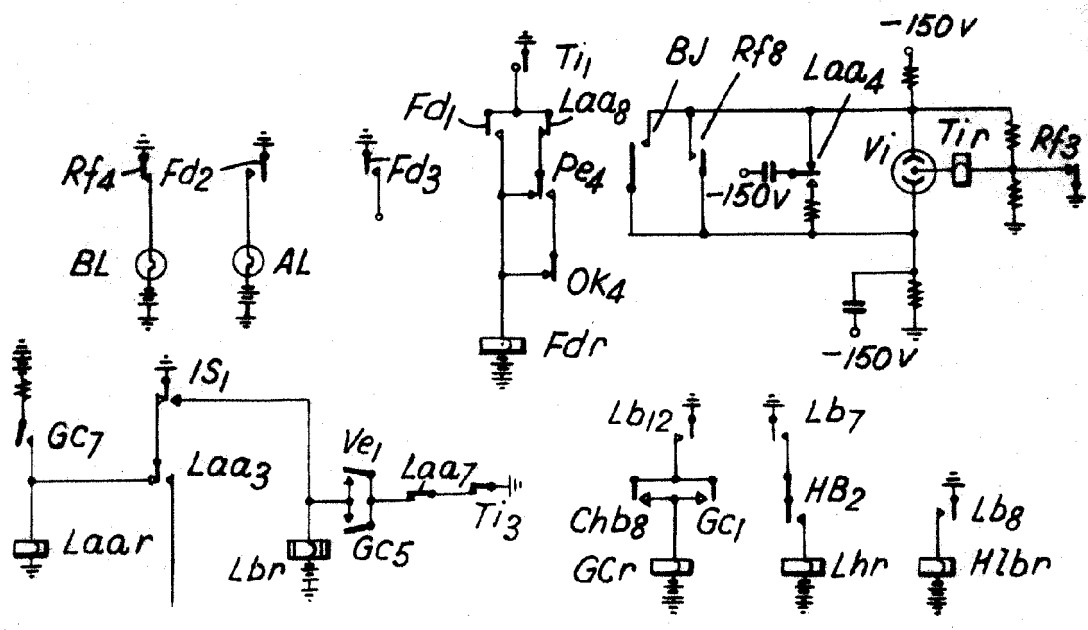 -150v
Ti1
BJ
Rf8
Laa4
Fd1
Laa8
Vi
Tir
Rf3
Rf4
Fd2
Fd3
Pe4
-150v
BL
AL
OK4
Fdr
-150v
IS1
Gc7
Laa3
Ve1
Laa7
Ti3
Lb12
Lb7
Chb8
Gc1
HB2
Lb8
Laar
Lbr
Gc5
GCr
Lhr
Hlbr